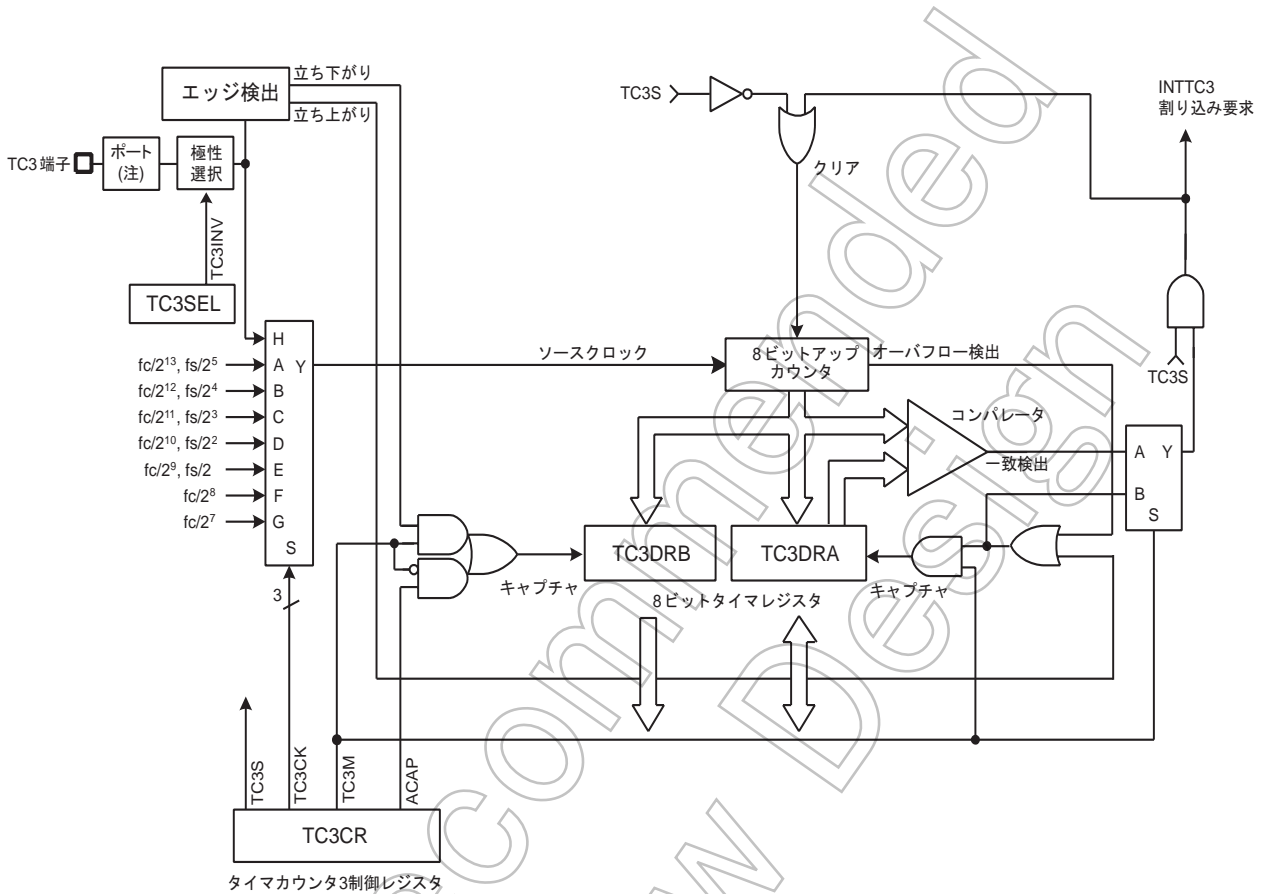 エッジ検出
立ち下がり
立ち上がり
TC3端子
ポート
(注)
極性
選択
TC3INV
TC3SEL
TC3S
クリア
INTTC3
割り込み要求
TC3S
H
fc/2¹³, fs/2⁵ A Y
fc/2¹², fs/2⁴ B
fc/2¹¹, fs/2³ C
fc/2¹⁰, fs/2² D
fc/2⁹, fs/2 E
fc/2⁸ F
fc/2⁷ G
S
3
ソースクロック
8ビットアップ
カウンタ
オーバフロー検出
コンパレータ
一致検出
A Y
B
S
キャプチャ
TC3DRB
TC3DRA
キャプチャ
8ビットタイマレジスタ
TC3S
TC3CK
TC3M
ACAP
TC3CR
タイマカウンタ3制御レジスタ
commended
w Design